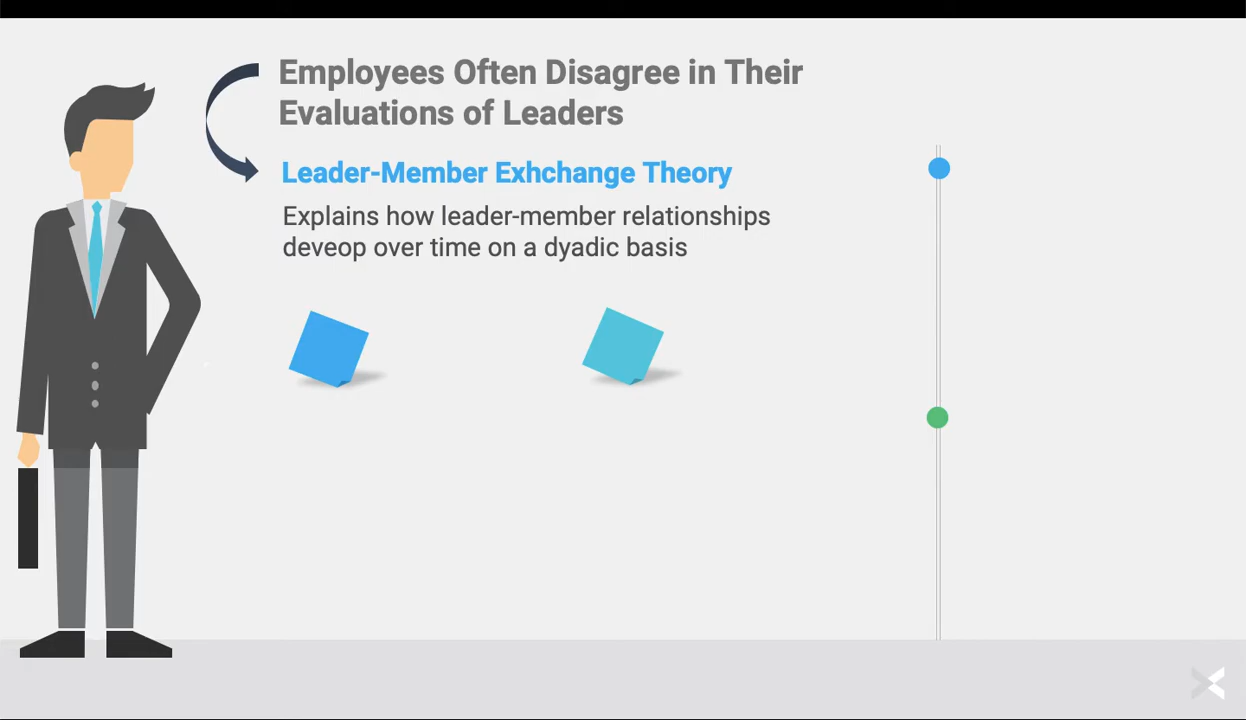 Employees Often Disagree in Their
Evaluations of Leaders
Leader-Member Exhchange Theory
Explains how leader-member relationships
deveop over time on a dyadic basis